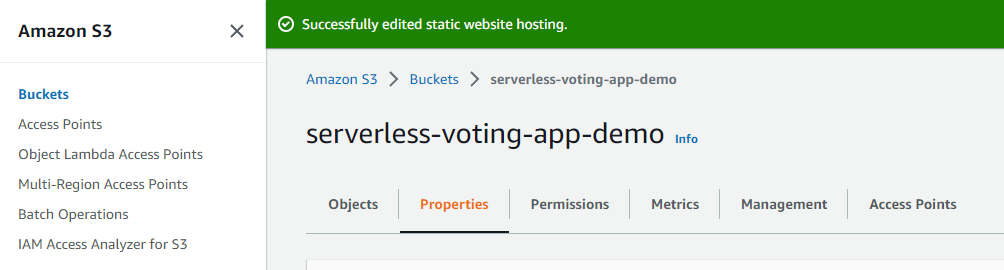 Amazon S3
Successfully edited static website hosting.
Buckets
Access Points
Object Lambda Access Points
Multi-Region Access Points
Batch Operations
IAM Access Analyzer for S3
Amazon S3 > Buckets > serverless-voting-app-demo
serverless-voting-app-demo Info
Objects Properties Permissions Metrics Management Access Points